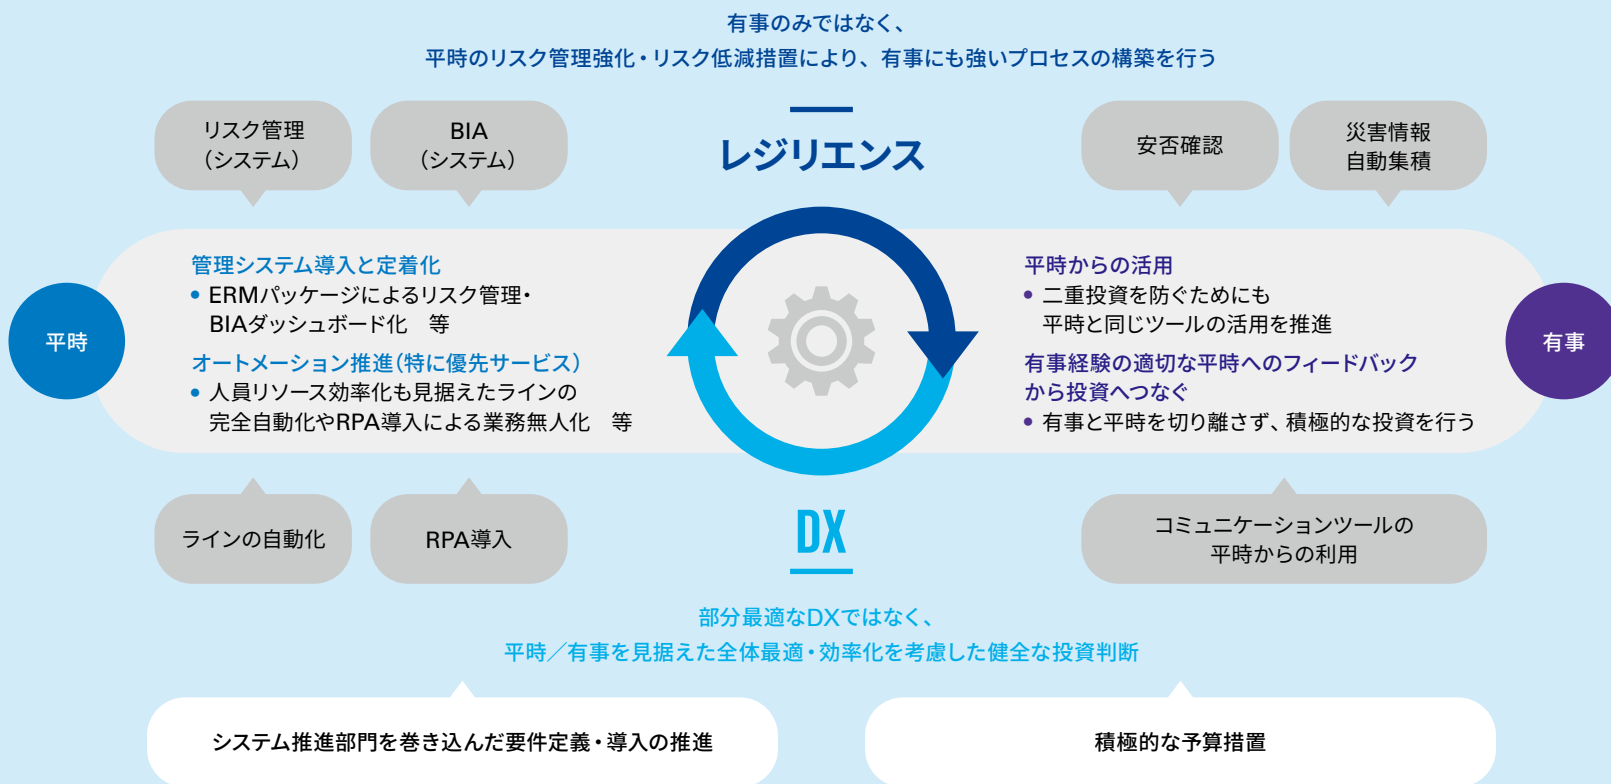 有事のみではなく、
平時のリスク管理強化・リスク低減措置により、有事にも強いプロセスの構築を行う
リスク管理
（システム）
BIA
（システム）
レジリエンス
安否確認
災害情報
自動集積
平時
管理システム導入と定着化
• ERMパッケージによるリスク管理・
BIAダッシュボード化　等
オートメーション推進（特に優先サービス）
• 人員リソース効率化も見据えたラインの
完全自動化やRPA導入による業務無人化　等
平時からの活用
• 二重投資を防ぐためにも
平時と同じツールの活用を推進
有事経験の適切な平時へのフィードバック
から投資へつなぐ
• 有事と平時を切り離さず、積極的な投資を行う
有事
ラインの自動化
RPA導入
DX
コミュニケーションツールの
平時からの利用
部分最適なDXではなく、
平時／有事を見据えた全体最適・効率化を考慮した健全な投資判断
システム推進部門を巻き込んだ要件定義・導入の推進
積極的な予算措置